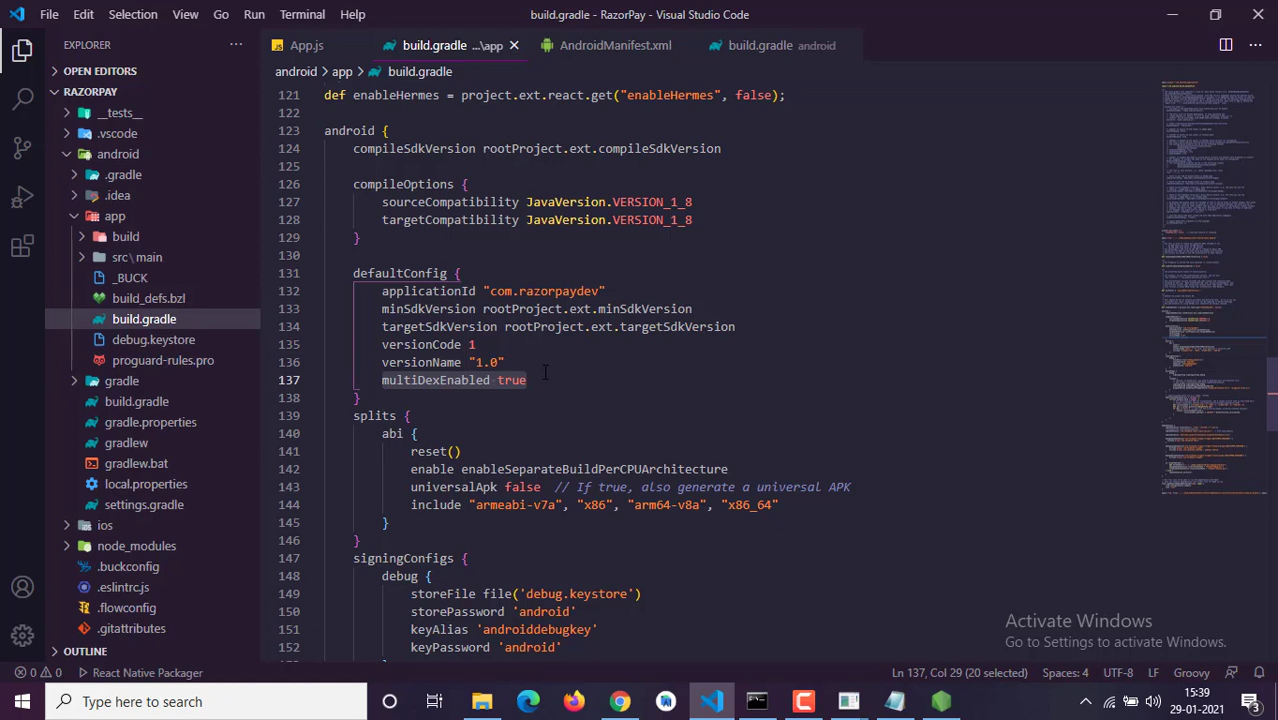 File Edit Selection View Go Run Terminal Help build.gradle - RazorPay - Visual Studio Code
EXPLORER
OPEN EDITORS
RAZORPAY
__tests__
.vscode
android
.gradle
.idea
app
build
src\main
_BUCK
build_defs.bzl
build.gradle
debug.keystore
proguard-rules.pro
gradle
build.gradle
gradle.properties
gradlew
gradlew.bat
local.properties
settings.gradle
ios
node_modules
.buckconfig
.eslintrc.js
.flowconfig
.gitattributes
OUTLINE
JS App.js build.gradle ...\app AndroidManifest.xml build.gradle android
android > app > build.gradle
121 def enableHermes = project.ext.react.get("enableHermes", false);
122
123 android {
124 compileSdkVersion rootProject.ext.compileSdkVersion
125
126 compileOptions {
127 sourceCompatibility JavaVersion.VERSION_1_8
128 targetCompatibility JavaVersion.VERSION_1_8
129 }
130
131 defaultConfig {
132 applicationId "com.razorpaydev"
133 minSdkVersion rootProject.ext.minSdkVersion
134 targetSdkVersion rootProject.ext.targetSdkVersion
135 versionCode 1
136 versionName "1.0"
137 multiDexEnabled true
138 }
139 splits {
140 abi {
141 reset()
142 enable enableSeparateBuildPerCPUArchitecture
143 universalApk false // If true, also generate a universal APK
144 include "armeabi-v7a", "x86", "arm64-v8a", "x86_64"
145 }
146 }
147 signingConfigs {
148 debug {
149 storeFile file('debug.keystore')
150 storePassword 'android'
151 keyAlias 'androiddebugkey'
152 keyPassword 'android'
Activate Windows
Go to Settings to activate Windows.
0 0 React Native Packager Ln 137, Col 29 (20 selected) Spaces: 4 UTF-8 LF Groovy
Type here to search
15:39
29-01-2021
3